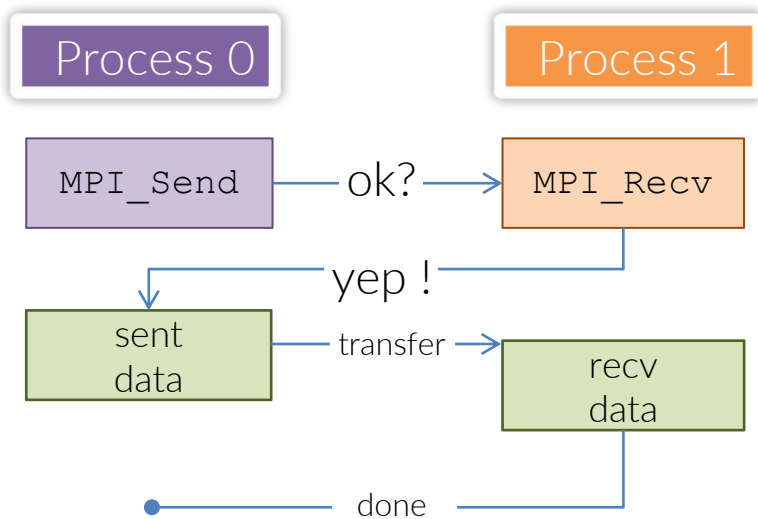 Process 0
Process 1
MPI_Send
ok?
MPI_Recv
yep !
sent
data
transfer
recv
data
done